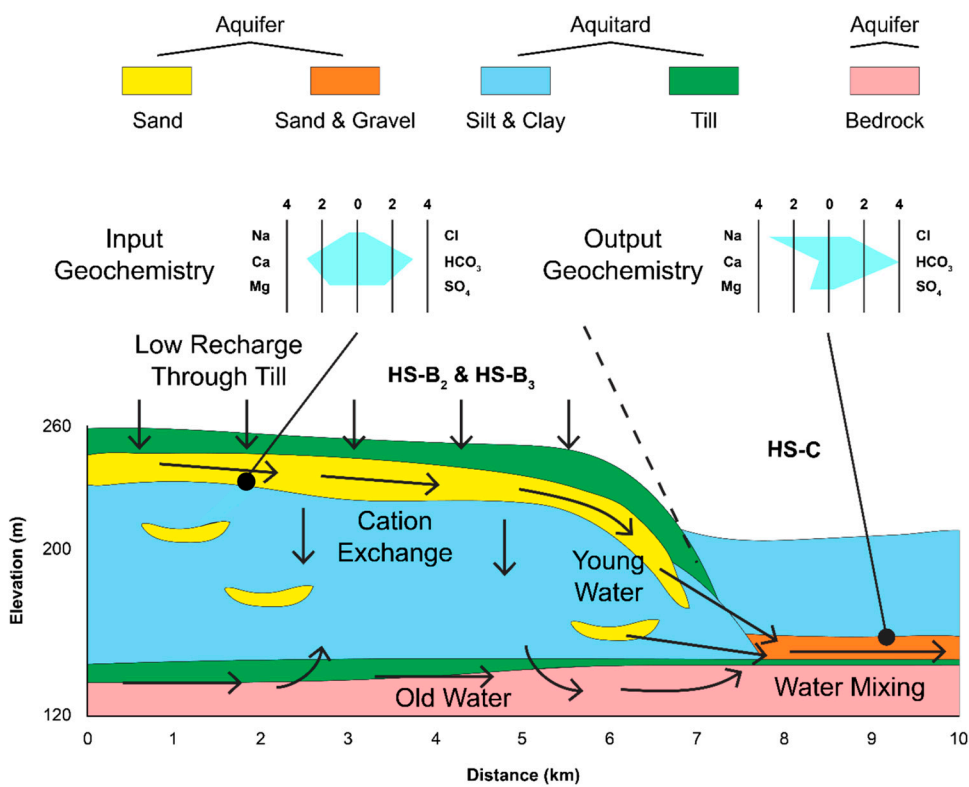 Aquifer Aquitard Aquifer
Sand Sand & Gravel Silt & Clay Till Bedrock
Input
Geochemistry
4 2 0 2 4
Na Cl
Ca HCO₃
Mg SO₄
Output
Geochemistry
4 2 0 2 4
Na Cl
Ca HCO₃
Mg SO₄
Low Recharge
Through Till
HS-B₂ & HS-B₃
HS-C
260
200
120
Elevation (m)
Cation
Exchange
Young
Water
Old Water
Water Mixing
0 1 2 3 4 5 6 7 8 9 10
Distance (km)